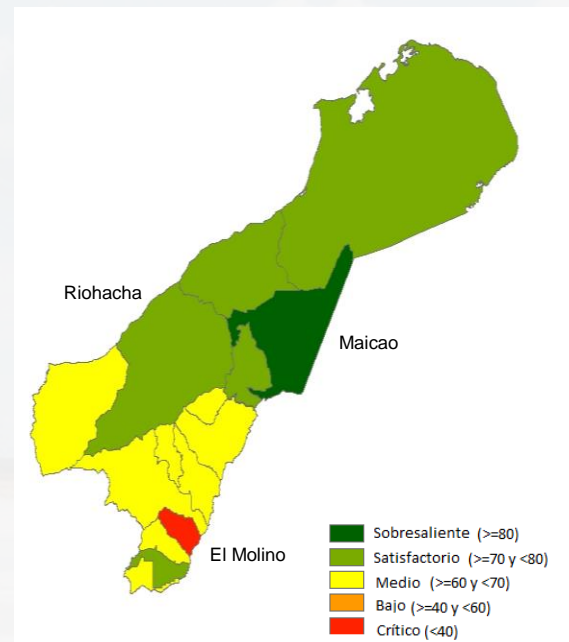 Riohacha
Maicao
El Molino
Sobresaliente (>=80)
Satisfactorio (>=70 y <80)
Medio (>=60 y <70)
Bajo (>=40 y <60)
Crítico (<40)